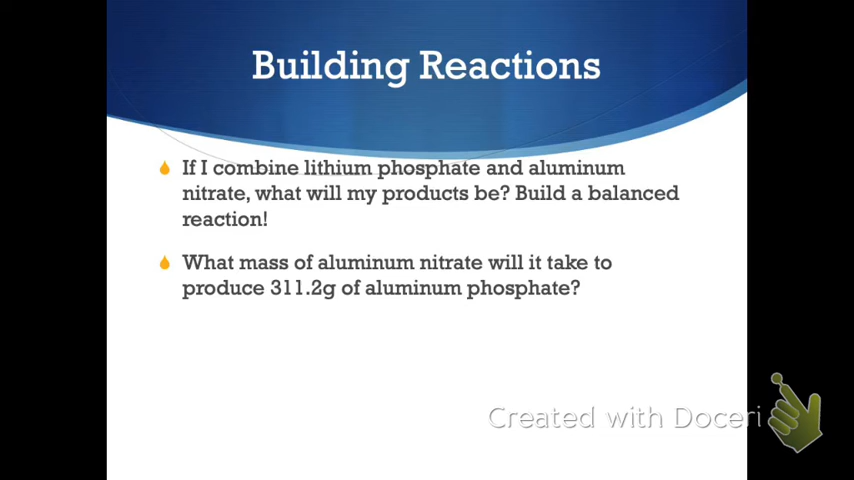 Building Reactions
If I combine lithium phosphate and aluminum
nitrate, what will my products be? Build a balanced
reaction!
What mass of aluminum nitrate will it take to
produce 311.2g of aluminum phosphate?
Created with Doceri